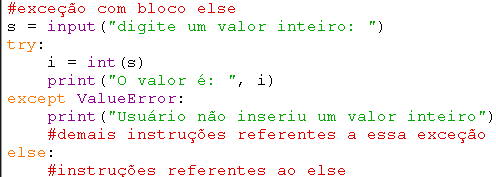 #exceção com bloco else
s = input("digite um valor inteiro: ")
try:
    i = int(s)
    print("O valor é: ", i)
except ValueError:
    print("Usuário não inseriu um valor inteiro")
    #demais instruções referentes a essa exceção
else:
    #instruções referentes ao else